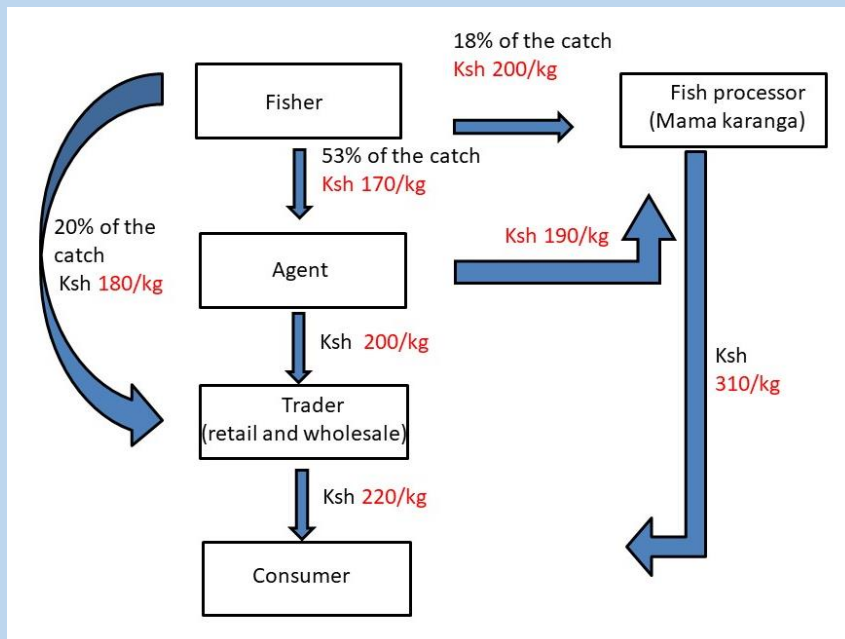 18% of the catch
Ksh 200/kg
Fisher
Fish processor
(Mama karanga)
53% of the catch
Ksh 170/kg
20% of the
catch
Ksh 180/kg
Agent
Ksh 190/kg
Ksh 200/kg
Ksh
310/kg
Trader
(retail and wholesale)
Ksh 220/kg
Consumer